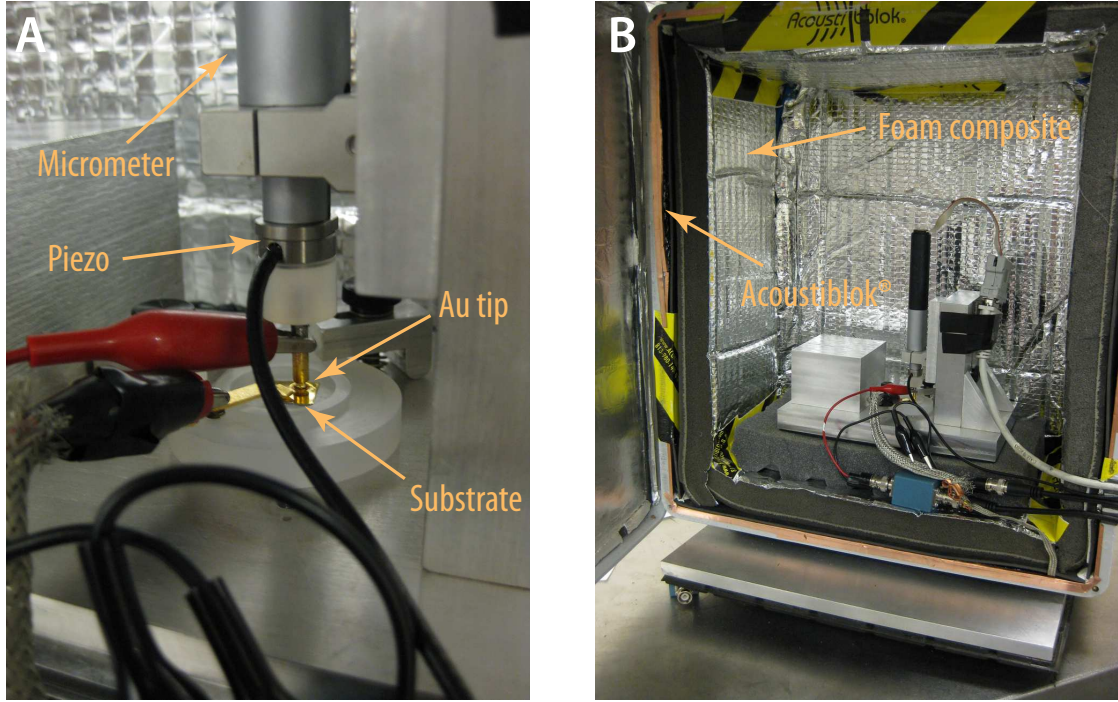 A
Micrometer
Piezo
Au tip
Substrate
B
Acoustiblok®
Foam composite
Acoustiblok®